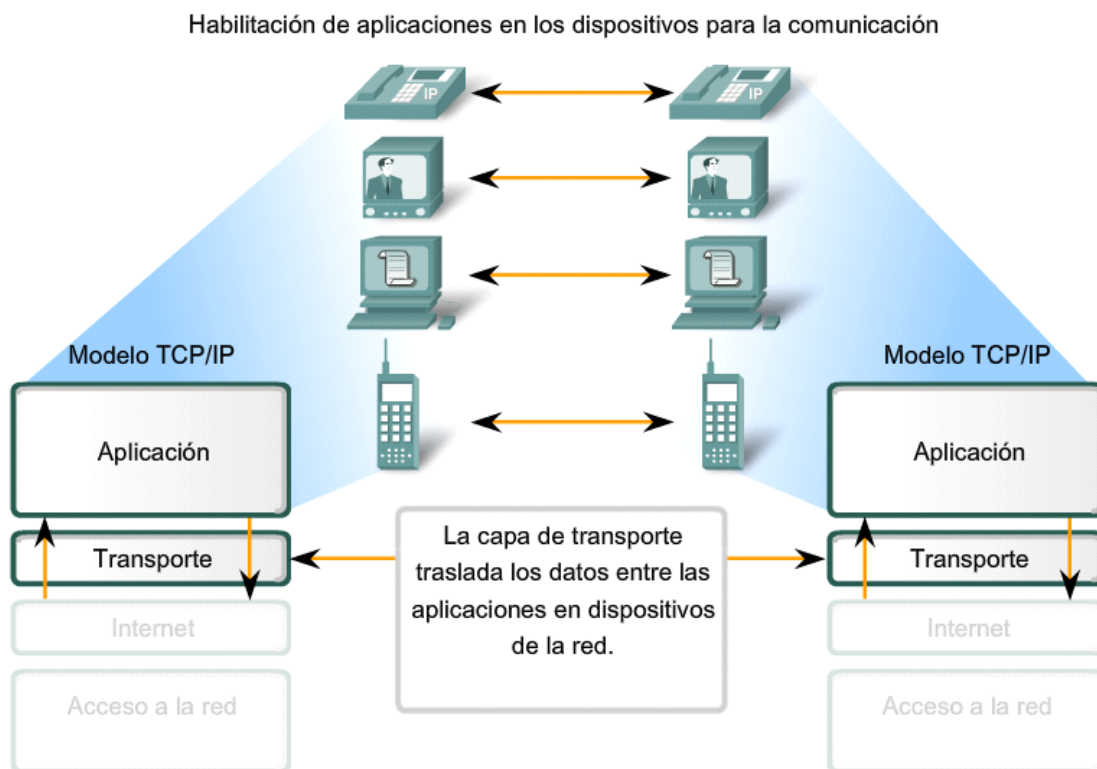 Habilitación de aplicaciones en los dispositivos para la comunicación
IP
IP
Modelo TCP/IP
Modelo TCP/IP
Aplicación
Aplicación
Transporte
La capa de transporte
traslada los datos entre las
aplicaciones en dispositivos
de la red.
Transporte
Internet
Internet
Acceso a la red
Acceso a la red